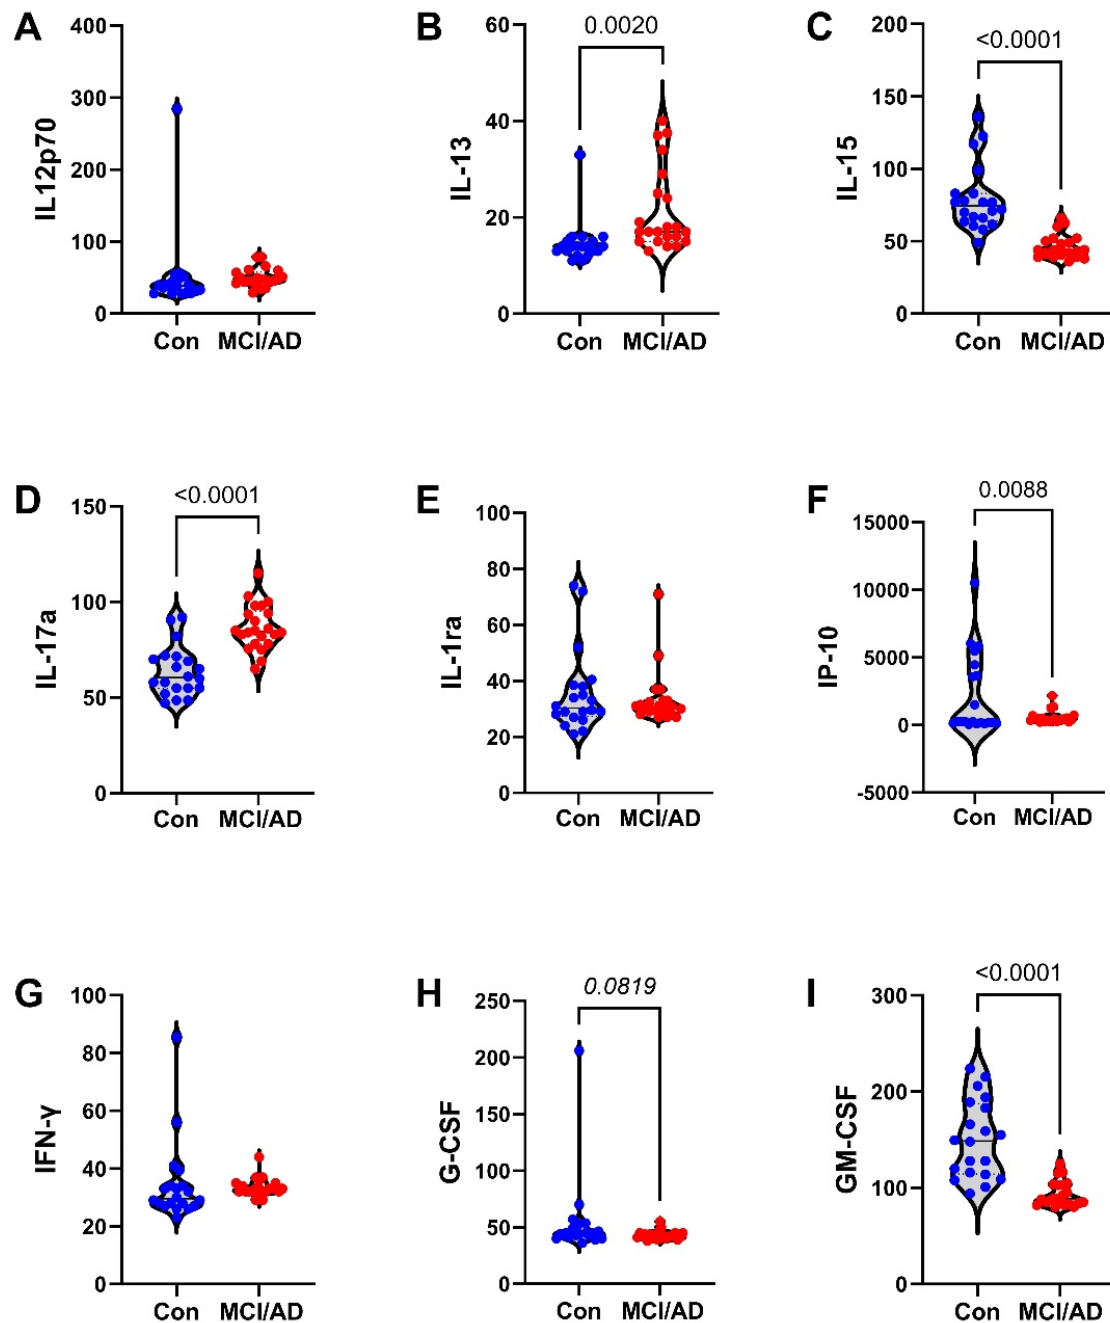 A
IL12p70
400
300
200
100
0
Con MCI/AD
B
IL-13
0.0020
60
40
20
0
Con MCI/AD
C
IL-15
<0.0001
200
150
100
50
0
Con MCI/AD
D
IL-17a
<0.0001
150
100
50
0
Con MCI/AD
E
IL-1ra
100
80
60
40
20
0
Con MCI/AD
F
IP-10
0.0088
15000
10000
5000
0
-5000
Con MCI/AD
G
IFN-γ
100
80
60
40
20
0
Con MCI/AD
H
G-CSF
0.0819
250
200
150
100
50
0
Con MCI/AD
I
GM-CSF
<0.0001
300
200
100
0
Con MCI/AD